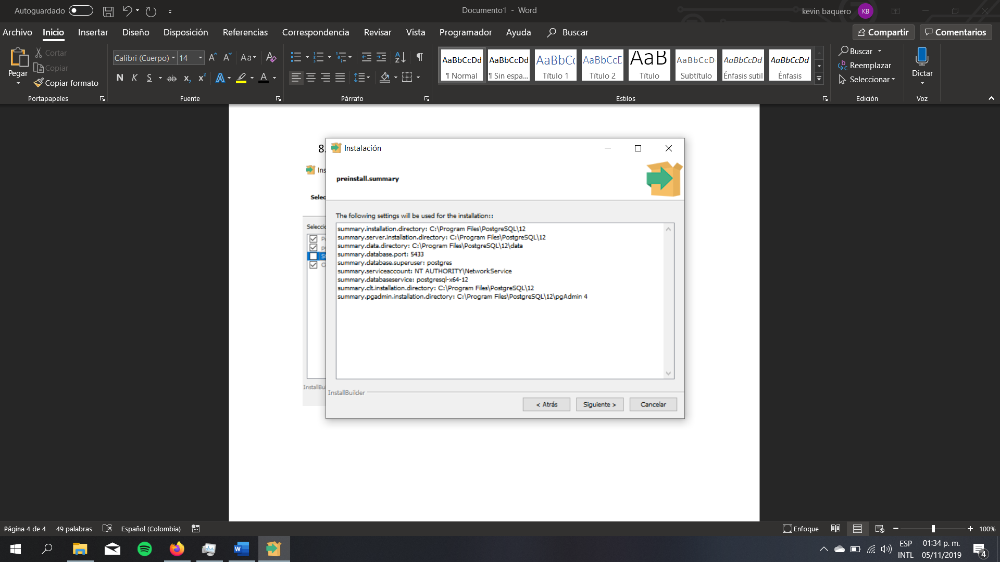 Autoguardado
Documento1 - Word
kevin baquero
KB
Archivo Inicio Insertar Diseño Disposición Referencias Correspondencia Revisar Vista Programador Ayuda Buscar
Compartir
Comentarios
Pegar
Cortar
Copiar
Copiar formato
Portapapeles
Calibri (Cuerpo) 14
N K S ab x₂ x²
Fuente
Párrafo
AaBbCcDd
¶ Normal
AaBbCcDd
¶ Sin espa...
AaBbCc
Título 1
AaBbCcD
Título 2
AaB
Título
AaBbCcD
Subtítulo
AaBbCcDd
Énfasis sutil
AaBbCcDd
Énfasis
Estilos
Buscar
Reemplazar
Seleccionar
Edición
Dictar
Voz
8.
Ins
Selec
Selecci
InstallBu
Instalación
preinstall.summary
The following settings will be used for the installation::
summary.installation.directory: C:\Program Files\PostgreSQL\12
summary.server.installation.directory: C:\Program Files\PostgreSQL\12
summary.data.directory: C:\Program Files\PostgreSQL\12\data
summary.database.port: 5433
summary.database.superuser: postgres
summary.serviceaccount: NT AUTHORITY\NetworkService
summary.databaseservice: postgresql-x64-12
summary.clt.installation.directory: C:\Program Files\PostgreSQL\12
summary.pgadmin.installation.directory: C:\Program Files\PostgreSQL\12\pgAdmin 4
InstallBuilder
< Atrás
Siguiente >
Cancelar
Página 4 de 4 49 palabras Español (Colombia)
Enfoque
100%
ESP
INTL
01:34 p. m.
05/11/2019
4